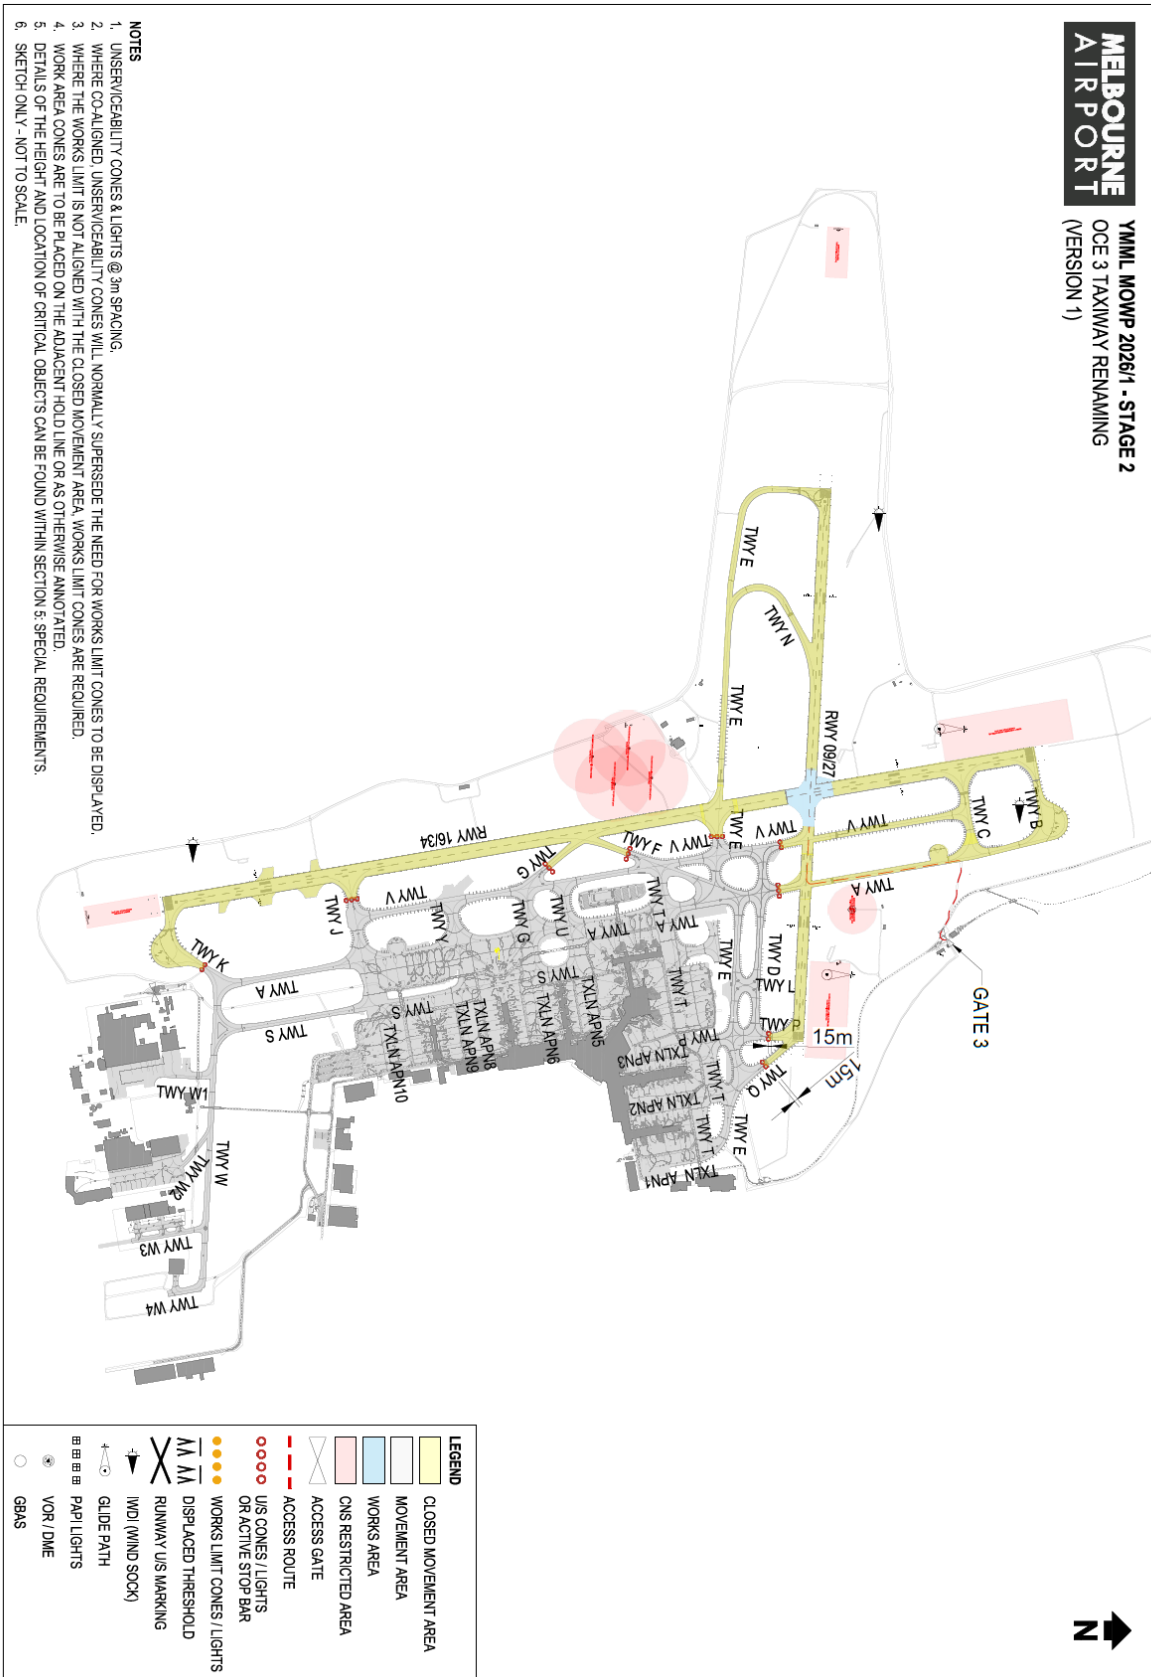 MELBOURNE
AIRPORT
YMML MOWP 2026/1 - STAGE 2
OCE 3 TAXIWAY RENAMING
(VERSION 1)
NOTES
1. UNSERVICEABILITY CONES & LIGHTS @ 3m SPACING.
2. WHERE CO-ALIGNED, UNSERVICEABILITY CONES WILL NORMALLY SUPERSEDE THE NEED FOR WORKS LIMIT CONES TO BE DISPLAYED.
3. WHERE THE WORKS LIMIT IS NOT ALIGNED WITH THE CLOSED MOVEMENT AREA, WORKS LIMIT CONES ARE REQUIRED.
4. WORK AREA CONES ARE TO BE PLACED ON THE ADJACENT HOLD LINE OR AS OTHERWISE ANNOTATED.
5. DETAILS OF THE HEIGHT AND LOCATION OF CRITICAL OBJECTS CAN BE FOUND WITHIN SECTION 5: SPECIAL REQUIREMENTS.
6. SKETCH ONLY - NOT TO SCALE.
TWY E
TWY N
TWY E
RWY 09/27
TWY B
TWY C
TWY V
TWY V
TWY E
TWY V
TWY F
RWY 16/34
TWY G
TWY A
TWY V
TWY J
TWY Y
TWY G
TWY U
TWY A
TWY T
TWY A
TWY A
TWY E
TWY D
TWY L
TWY K
TWY A
TWY S
TWY S
TWY S
TWY T
TXLN APN5
TXLN APN6
TXLN APN8
TXLN APN9
TXLN APN10
TWY P
TWY P
15m
15m
GATE 3
TXLN APN3
TWY T
TWY Q
TXLN APN2
TWY T
TWY E
TXLN APN1
TWY W1
TWY W
TWY W2
TWY W3
TWY W4
LEGEND
CLOSED MOVEMENT AREA
MOVEMENT AREA
WORKS AREA
CNS RESTRICTED AREA
ACCESS GATE
ACCESS ROUTE
U/S CONES / LIGHTS
OR ACTIVE STOP BAR
WORKS LIMIT CONES / LIGHTS
DISPLACED THRESHOLD
RUNWAY U/S MARKING
IWDI (WIND SOCK)
GLIDE PATH
PAPI LIGHTS
VOR / DME
GBAS
N